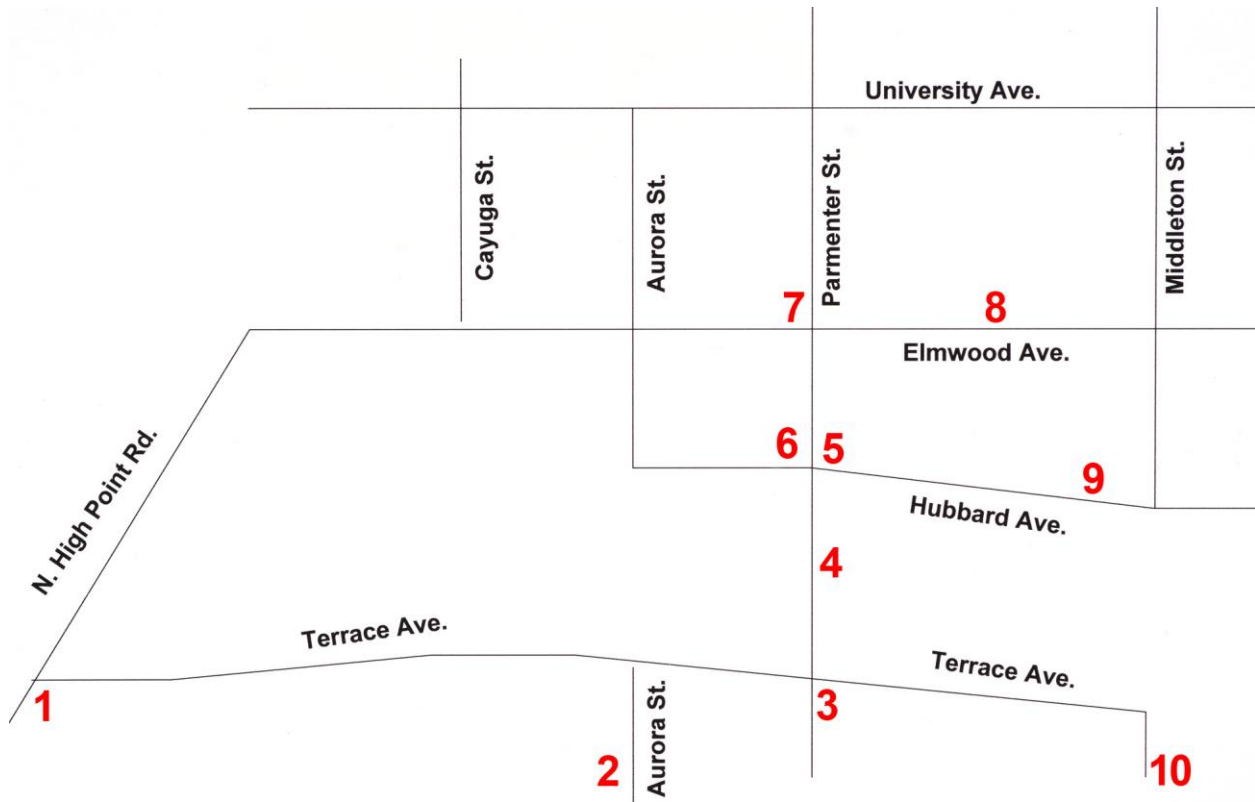 University Ave.
Cayuga St.
Aurora St.
Parmenter St.
Middleton St.
7
8
Elmwood Ave.
6
5
9
N. High Point Rd.
Hubbard Ave.
4
Terrace Ave.
Terrace Ave.
1
3
2
Aurora St.
10